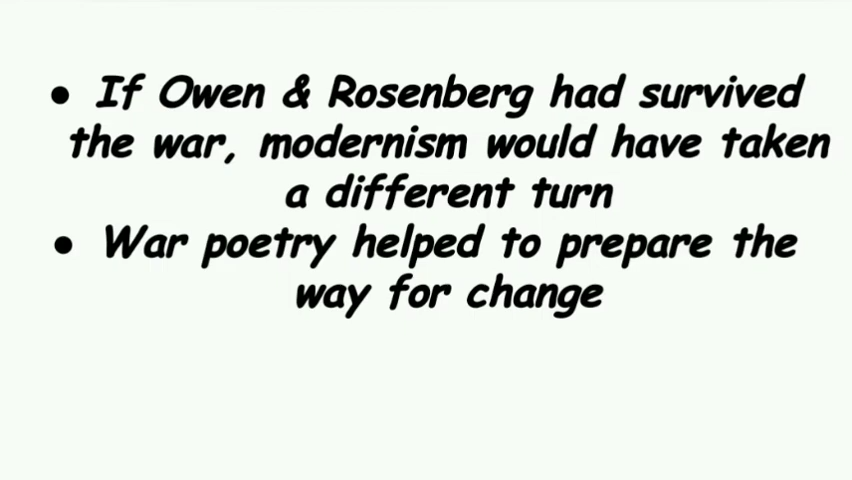 ● If Owen & Rosenberg had survived
the war, modernism would have taken
a different turn
● War poetry helped to prepare the
way for change